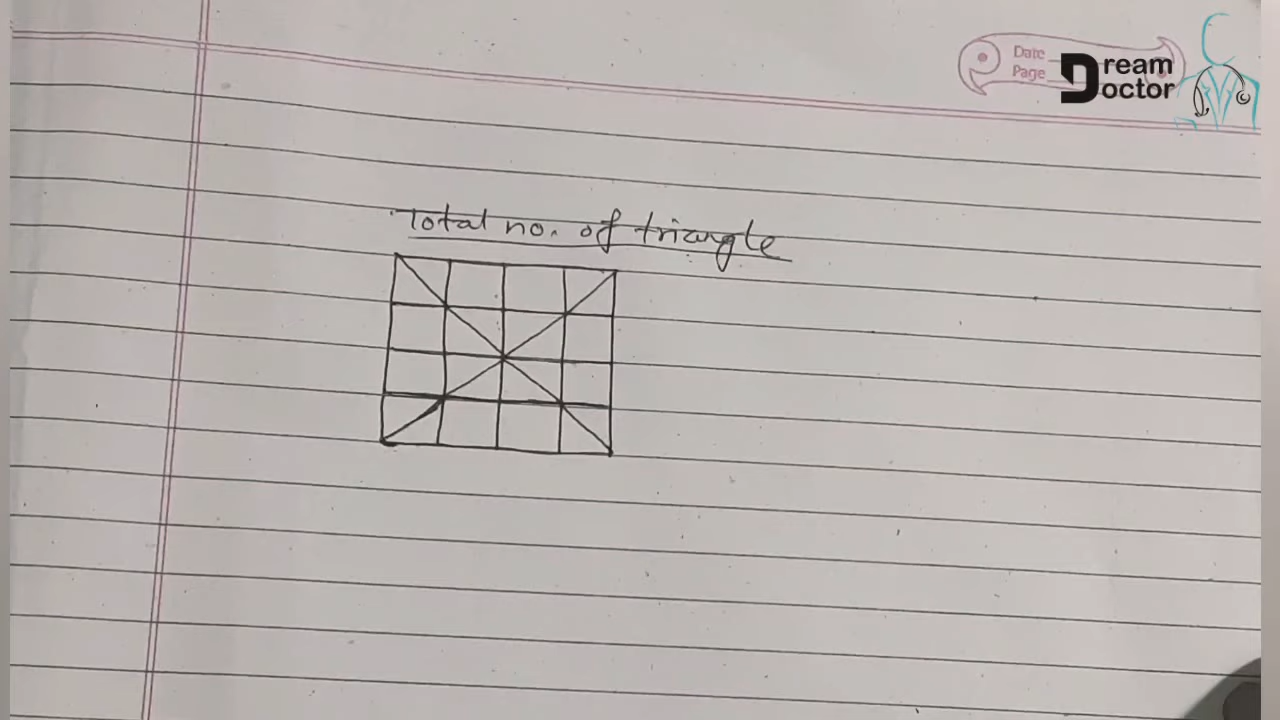 Date
Page
Dream
Doctor
Total no. of triangle